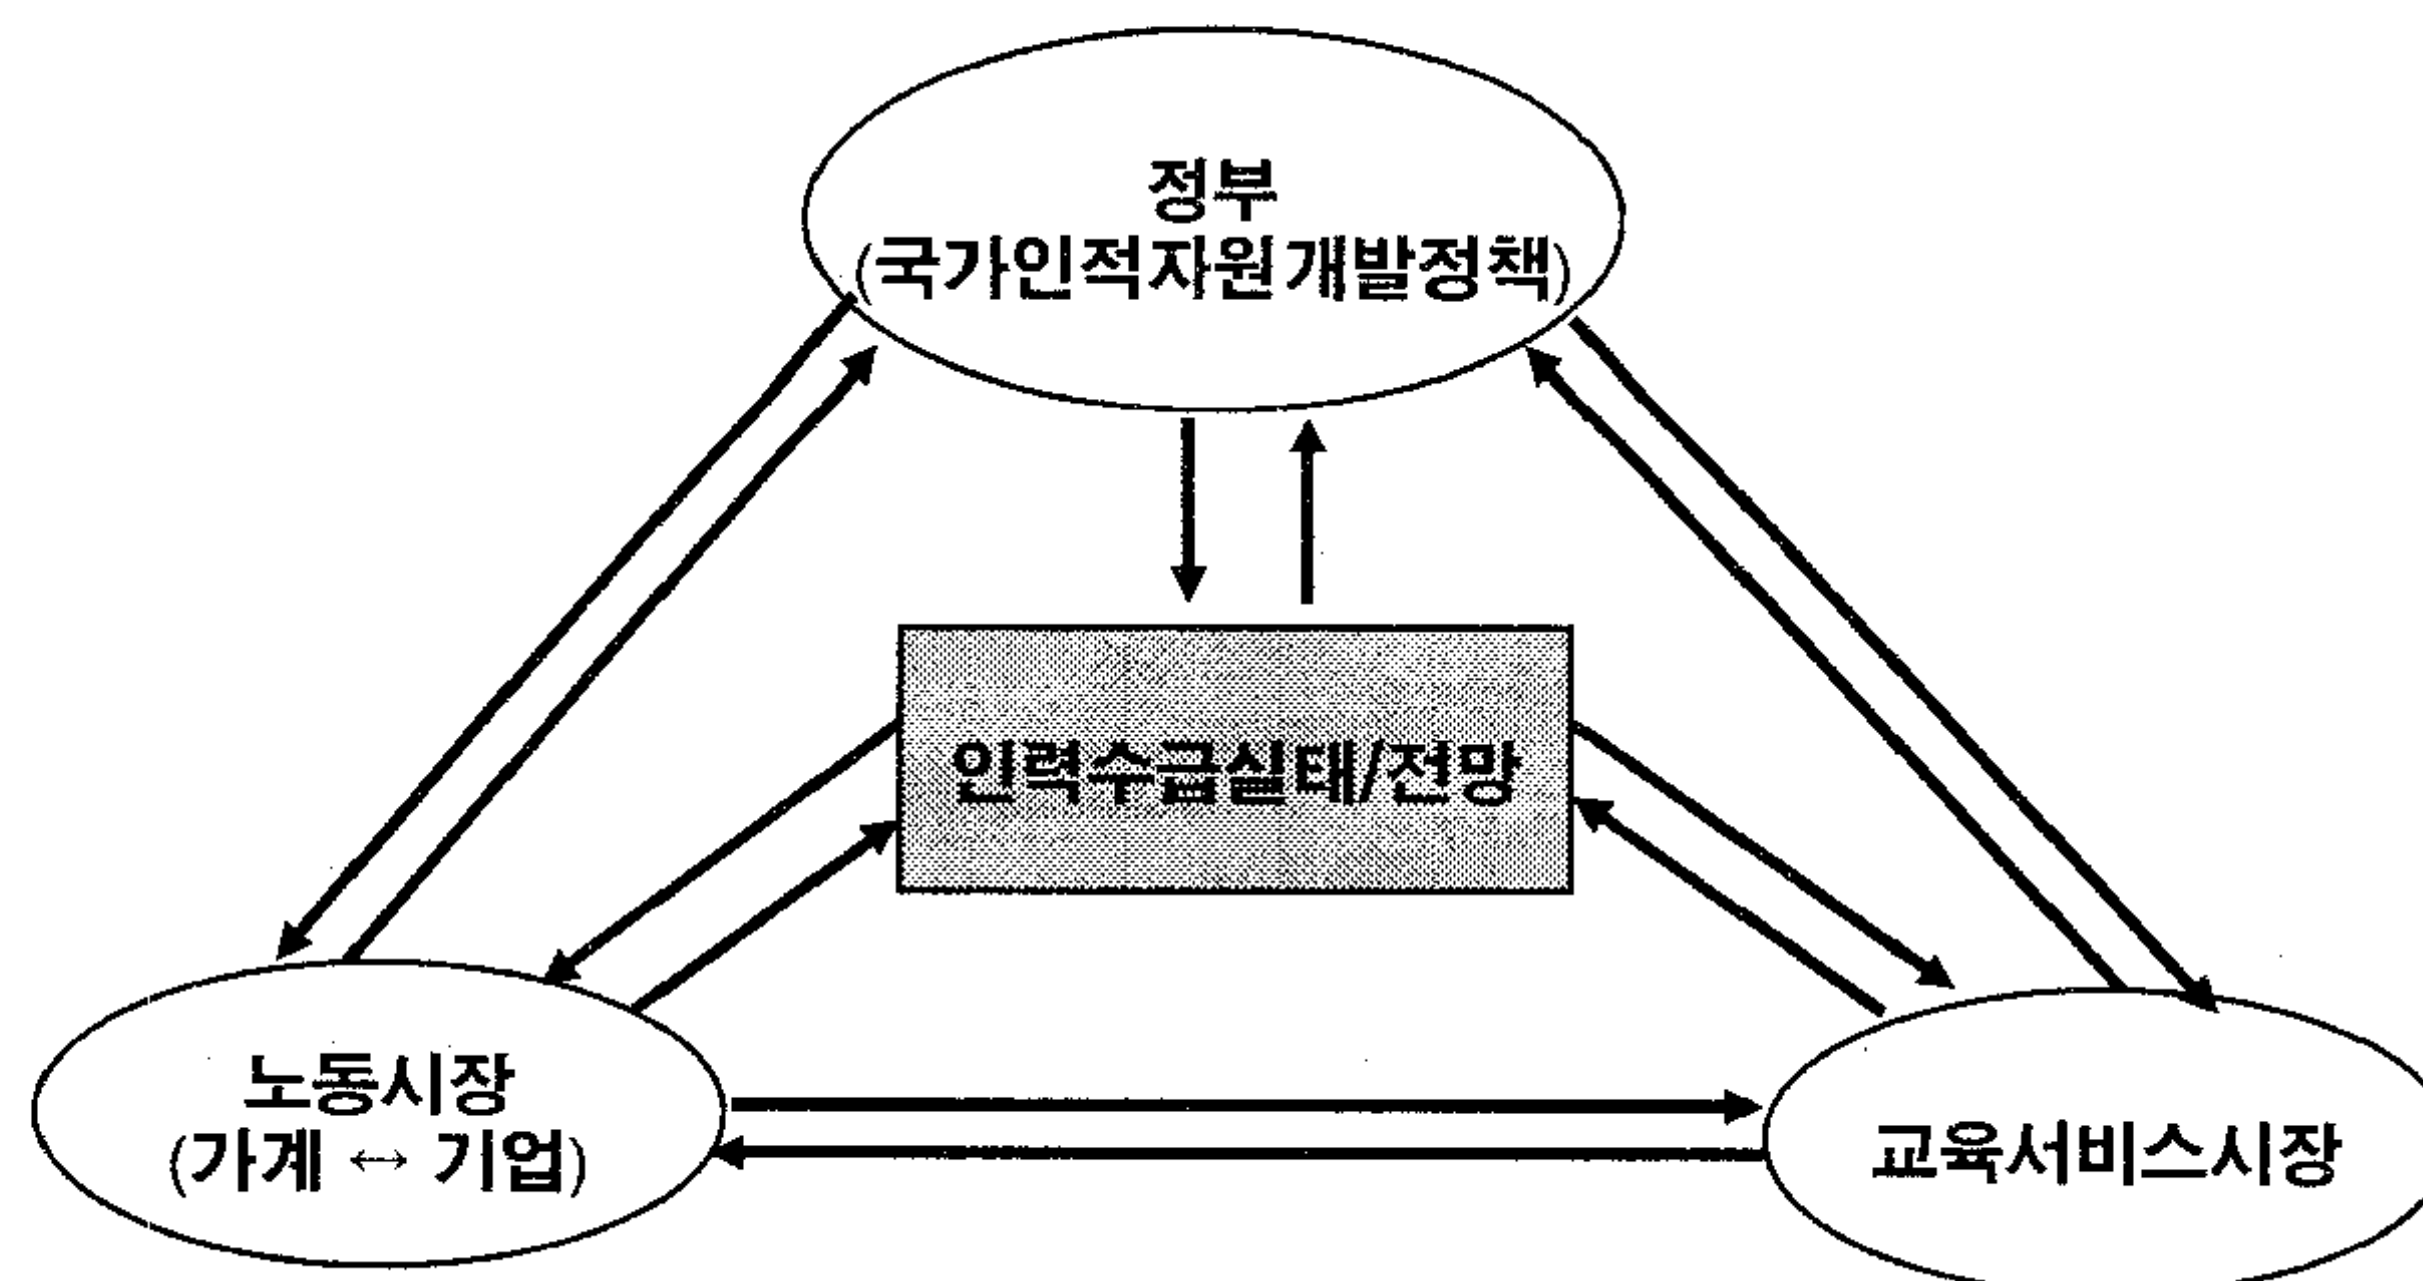 정부
(국가인적자원개발정책)
인력수급실태/전망
노동시장
(가계 ↔ 기업)
교육서비스시장